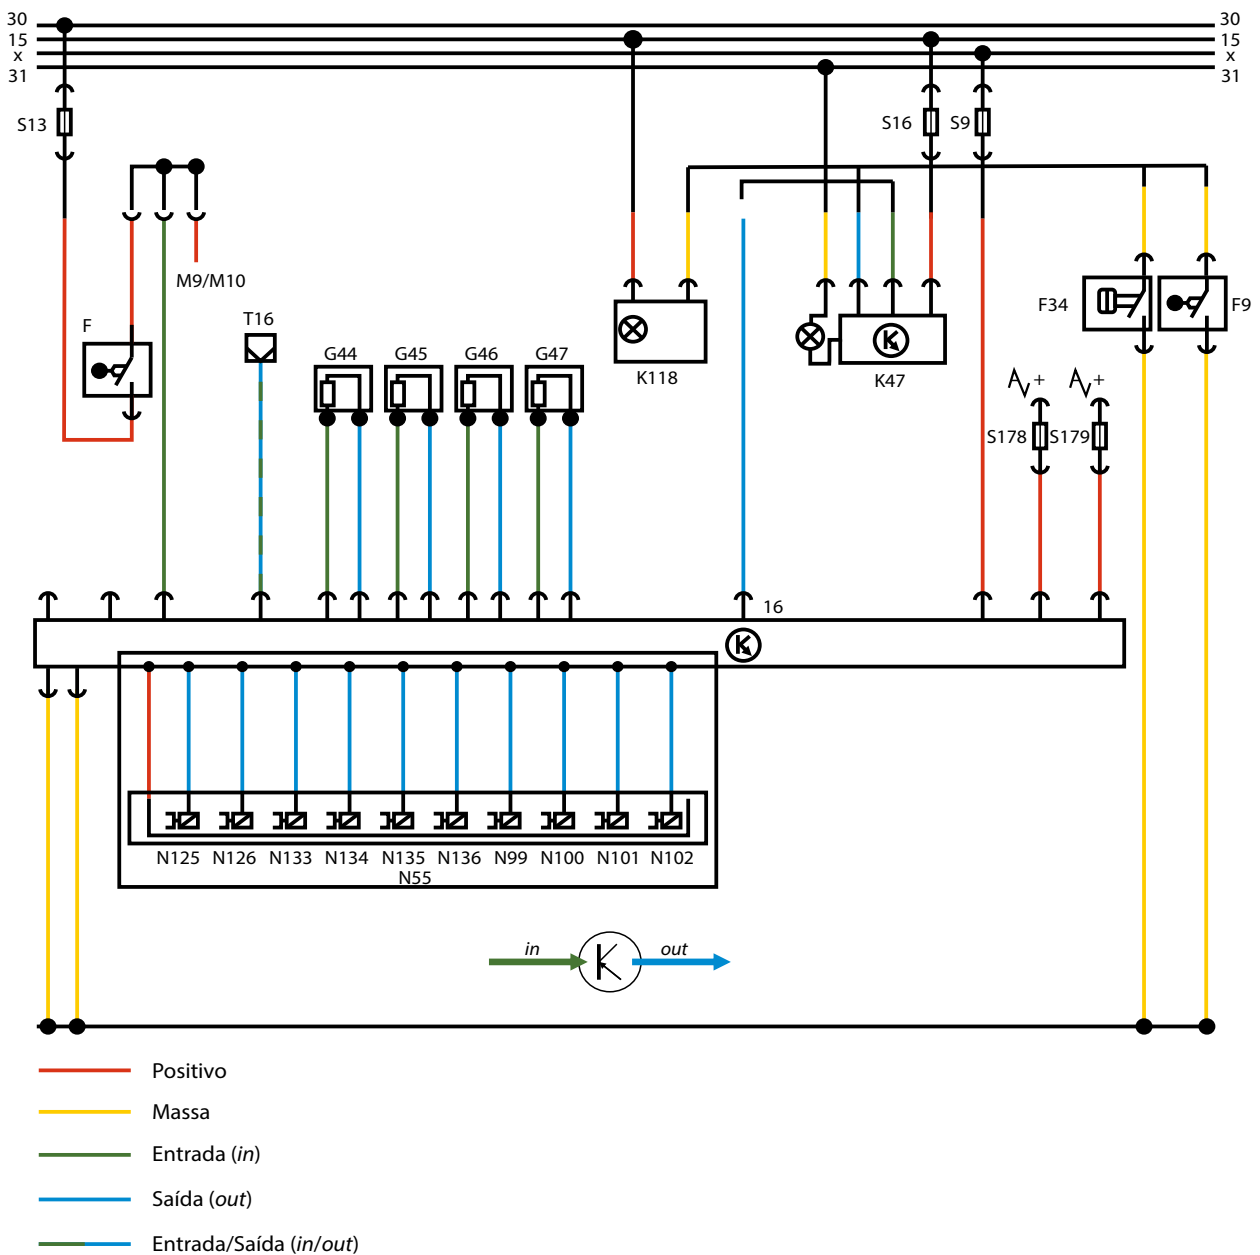 30 30
15 15
x x
31 31
S13 S16 S9
M9/M10
F34 F9
F T16
G44 G45 G46 G47
K118 K47
+ +
S178 S179
16
N125 N126 N133 N134 N135 N136 N99 N100 N101 N102
N55
in out
Positivo
Massa
Entrada (in)
Saída (out)
Entrada/Saída (in/out)